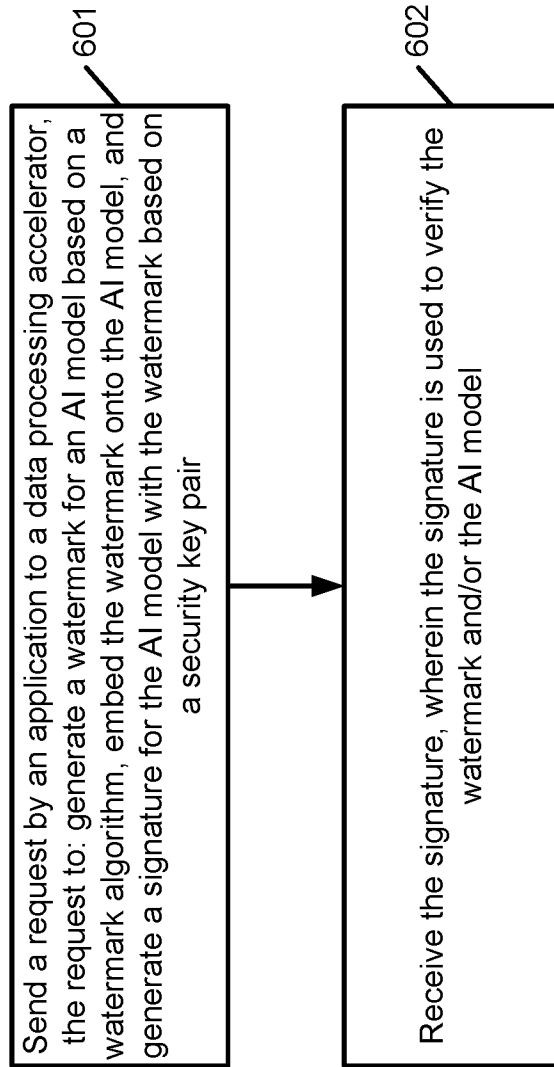 601
Send a request by an application to a data processing accelerator,
the request to: generate a watermark for an AI model based on a
watermark algorithm, embed the watermark onto the AI model, and
generate a signature for the AI model with the watermark based on
a security key pair
602
Receive the signature, wherein the signature is used to verify the
watermark and/or the AI model